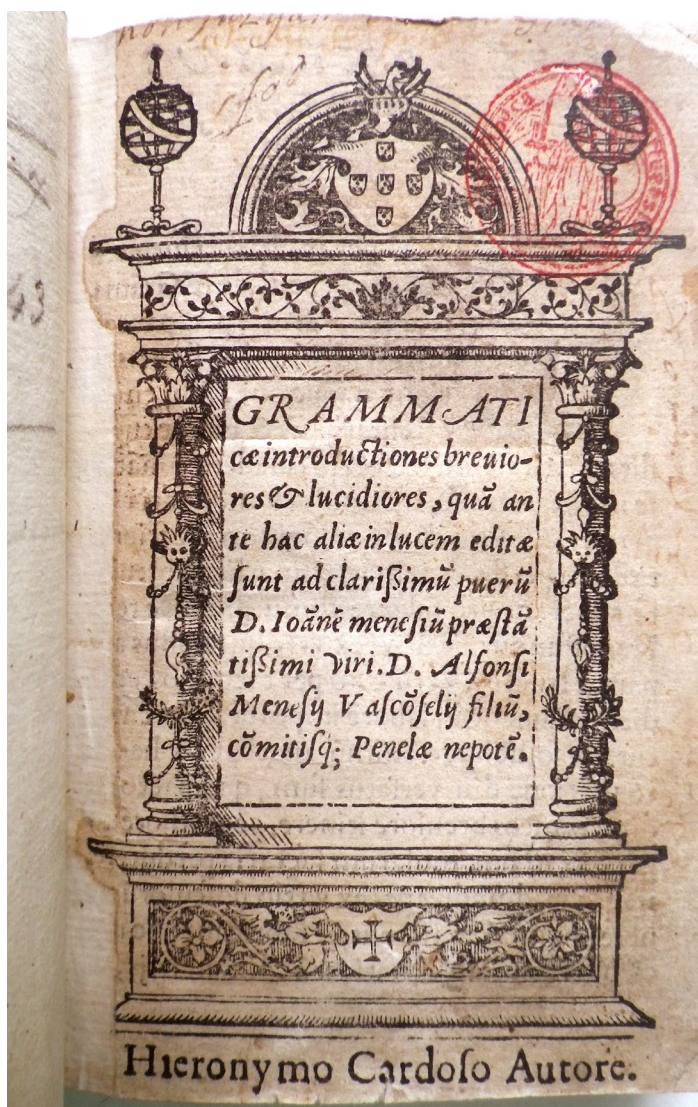 GRAMMATI
cæ introductiones breuio-
res & lucidiores, quã an
te hac aliæ in lucem editæ
ſunt ad clariſsimũ puerũ
D. Ioãnẽ meneſiũ præſtã
tiſsimi viri. D. Alfonſi
Meneſij Vaſcõſelij filiũ,
cõmitiſq; Penelæ nepotẽ.
Hieronymo Cardoſo Autore.